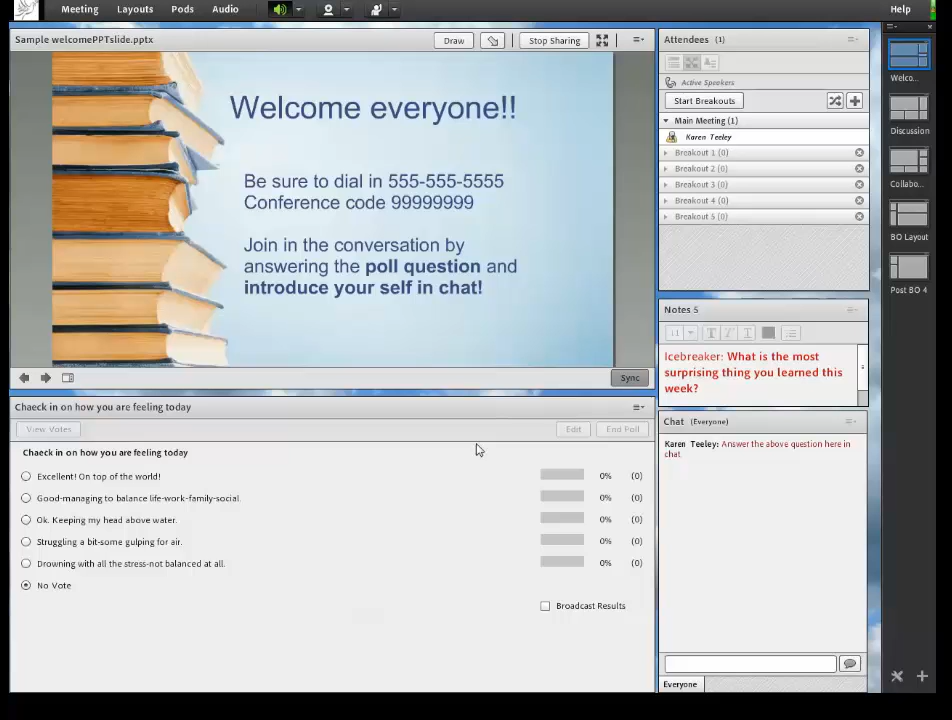 Meeting Layouts Pods Audio Help
Sample welcomePPTslide.pptx Draw Stop Sharing
Welcome everyone!!
Be sure to dial in 555-555-5555
Conference code 99999999
Join in the conversation by
answering the poll question and
introduce your self in chat!
Sync
Chaeck in on how you are feeling today
View Votes Edit End Poll
Chaeck in on how you are feeling today
Excellent! On top of the world! 0% (0)
Good-managing to balance life-work-family-social. 0% (0)
Ok. Keeping my head above water. 0% (0)
Struggling a bit-some gulping for air. 0% (0)
Drowning with all the stress-not balanced at all. 0% (0)
No Vote
Broadcast Results
Attendees (1)
Active Speakers
Start Breakouts
Main Meeting (1)
Karen Teeley
Breakout 1 (0)
Breakout 2 (0)
Breakout 3 (0)
Breakout 4 (0)
Breakout 5 (0)
Notes 5
11 T T T
Icebreaker: What is the most
surprising thing you learned this
week?
Chat (Everyone)
Karen Teeley: Answer the above question here in
chat
Everyone
Welco...
Discussion
Collabo...
BO Layout
Post BO 4